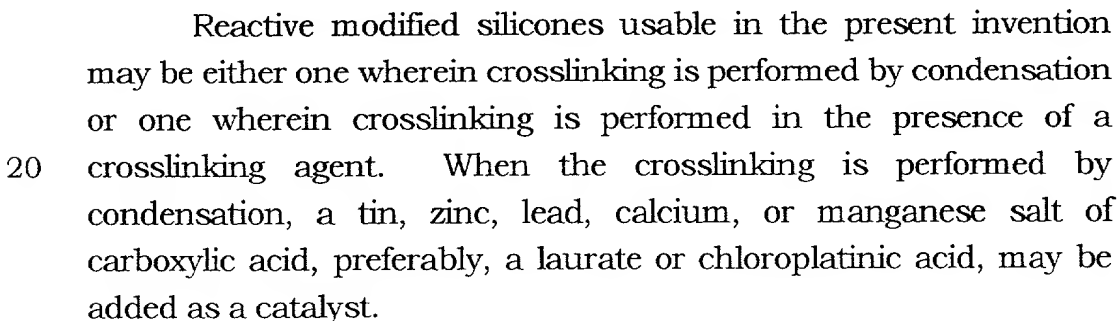 Reactive modified silicones usable in the present invention
may be either one wherein crosslinking is performed by condensation
or one wherein crosslinking is performed in the presence of a
20 crosslinking agent. When the crosslinking is performed by
condensation, a tin, zinc, lead, calcium, or manganese salt of
carboxylic acid, preferably, a laurate or chloroplatinic acid, may be
added as a catalyst.